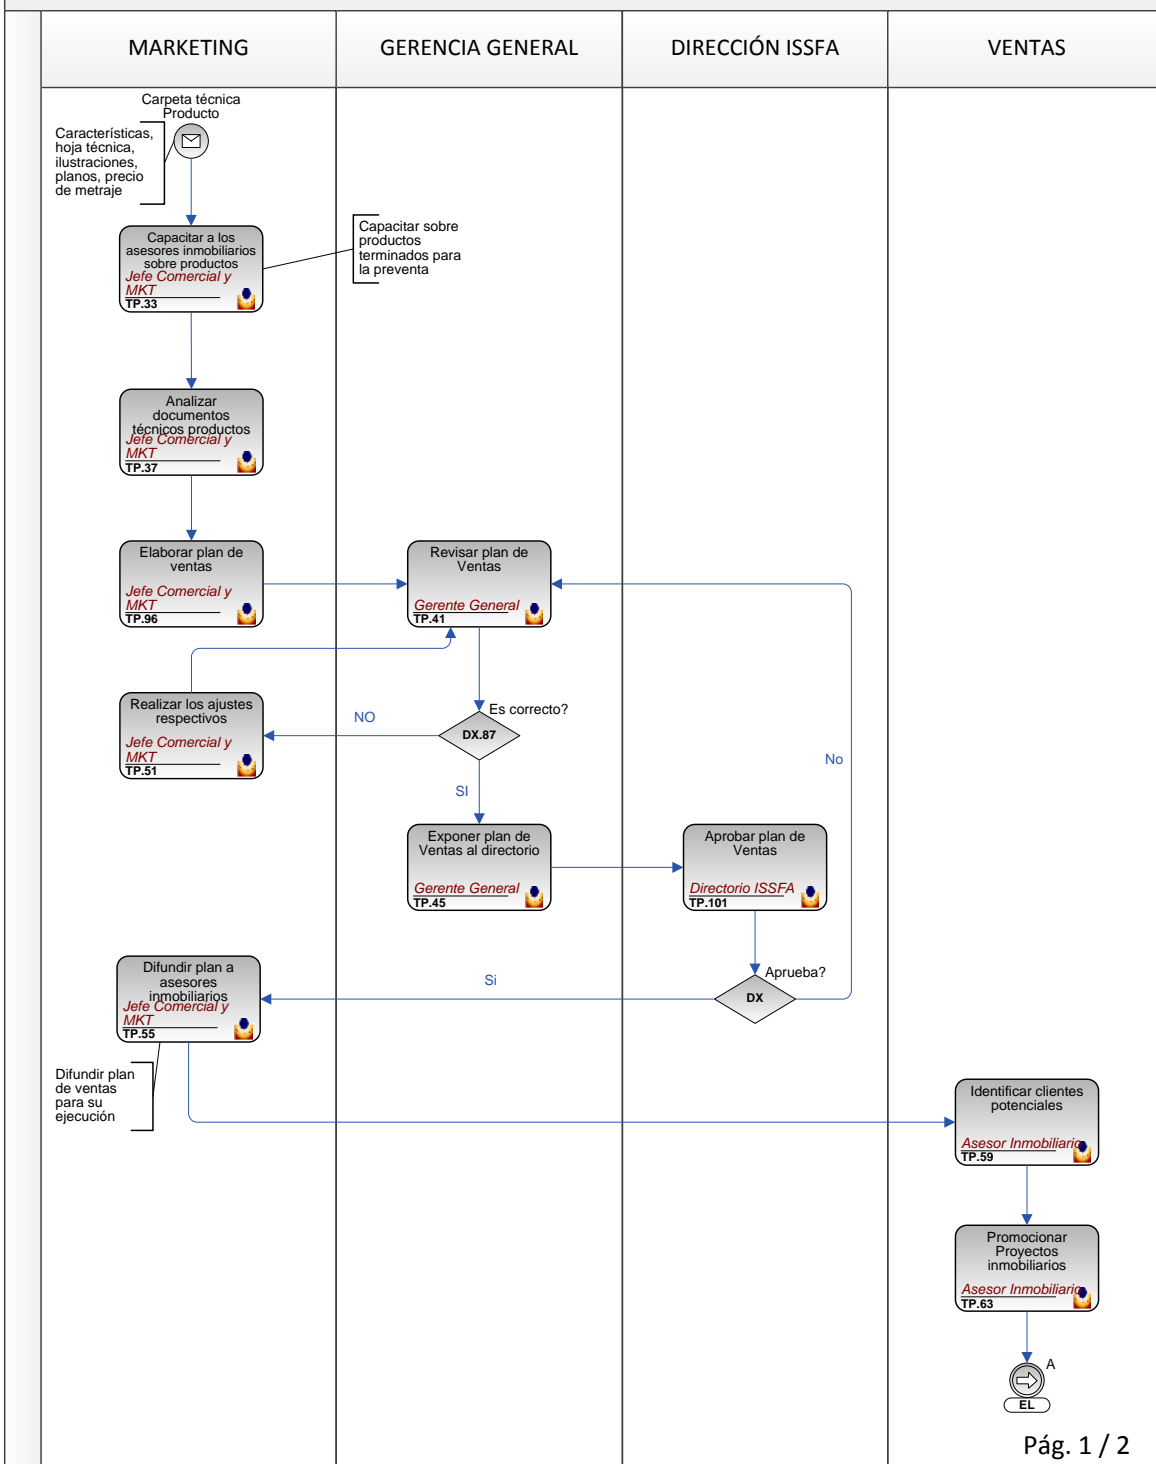 MARKETING
GERENCIA GENERAL
DIRECCIÓN ISSFA
VENTAS
Carpeta técnica
Producto
Características,
hoja técnica,
ilustraciones,
planos, precio
de metraje
Capacitar a los
asesores inmobiliarios
sobre productos
Jefe Comercial y
MKT
TP.33
Capacitar sobre
productos
terminados para
la preventa
Analizar
documentos
técnicos productos
Jefe Comercial y
MKT
TP.37
Elaborar plan de
ventas
Jefe Comercial y
MKT
TP.96
Revisar plan de
Ventas
Gerente General
TP.41
Realizar los ajustes
respectivos
Jefe Comercial y
MKT
TP.51
NO
Es correcto?
DX.87
SI
No
Exponer plan de
Ventas al directorio
Gerente General
TP.45
Aprobar plan de
Ventas
Directorio ISSFA
TP.101
Difundir plan a
asesores
inmobiliarios
Jefe Comercial y
MKT
TP.55
Si
Aprueba?
DX
Difundir plan
de ventas
para su
ejecución
Identificar clientes
potenciales
Asesor Inmobiliario
TP.59
Promocionar
Proyectos
inmobiliarios
Asesor Inmobiliario
TP.63
A
EL
Pág. 1 / 2